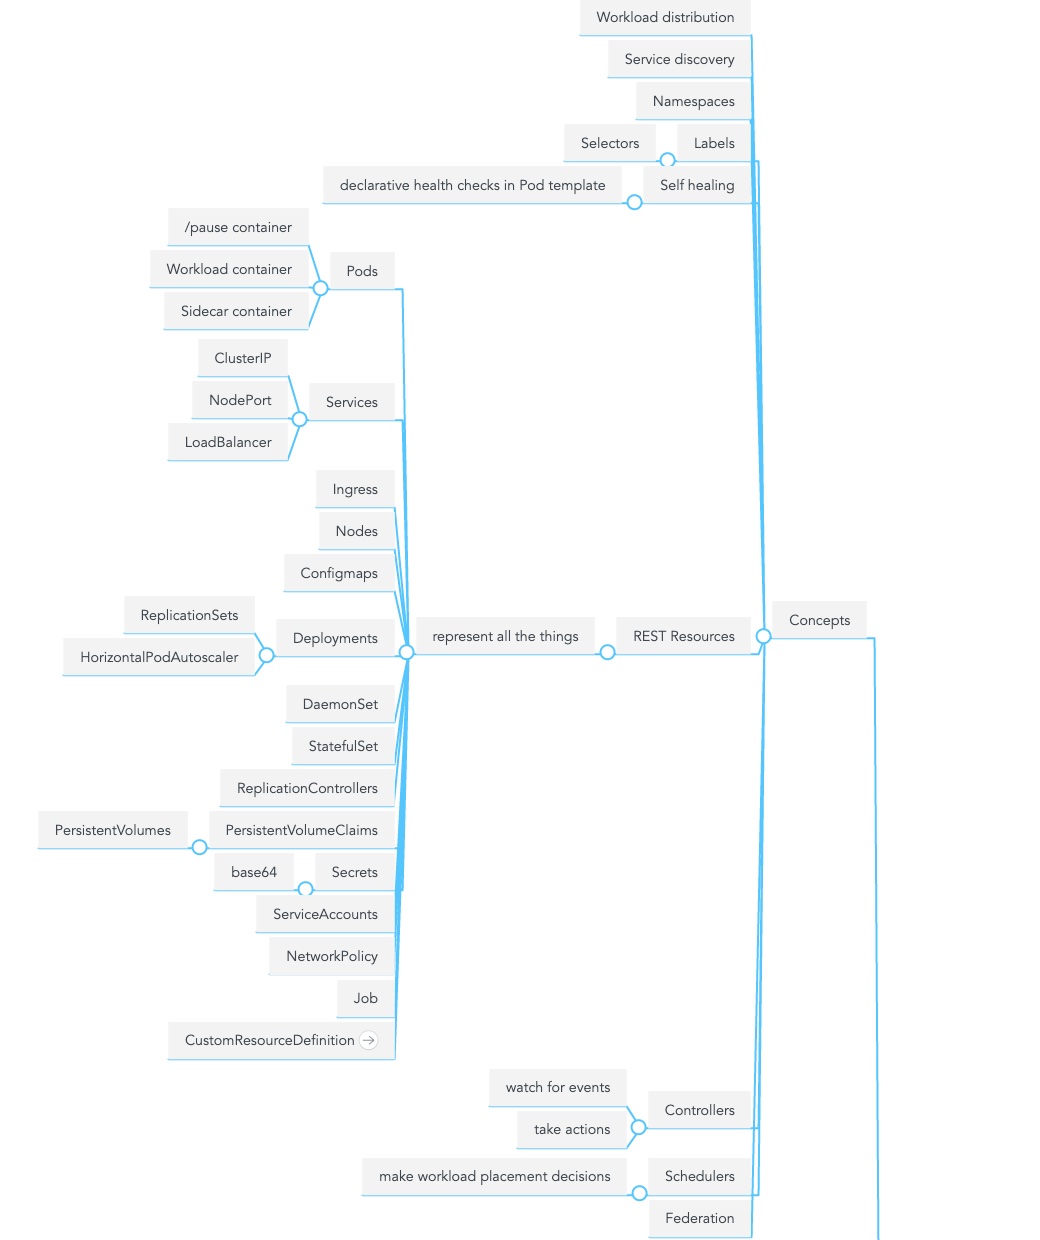 Workload distribution
Service discovery
Namespaces
Selectors
Labels
declarative health checks in Pod template
Self healing
/pause container
Workload container
Pods
Sidecar container
ClusterIP
NodePort
Services
LoadBalancer
Ingress
Nodes
Configmaps
ReplicationSets
HorizontalPodAutoscaler
Deployments
represent all the things
REST Resources
Concepts
DaemonSet
StatefulSet
ReplicationControllers
PersistentVolumes
PersistentVolumeClaims
base64
Secrets
ServiceAccounts
NetworkPolicy
Job
CustomResourceDefinition
watch for events
take actions
Controllers
make workload placement decisions
Schedulers
Federation